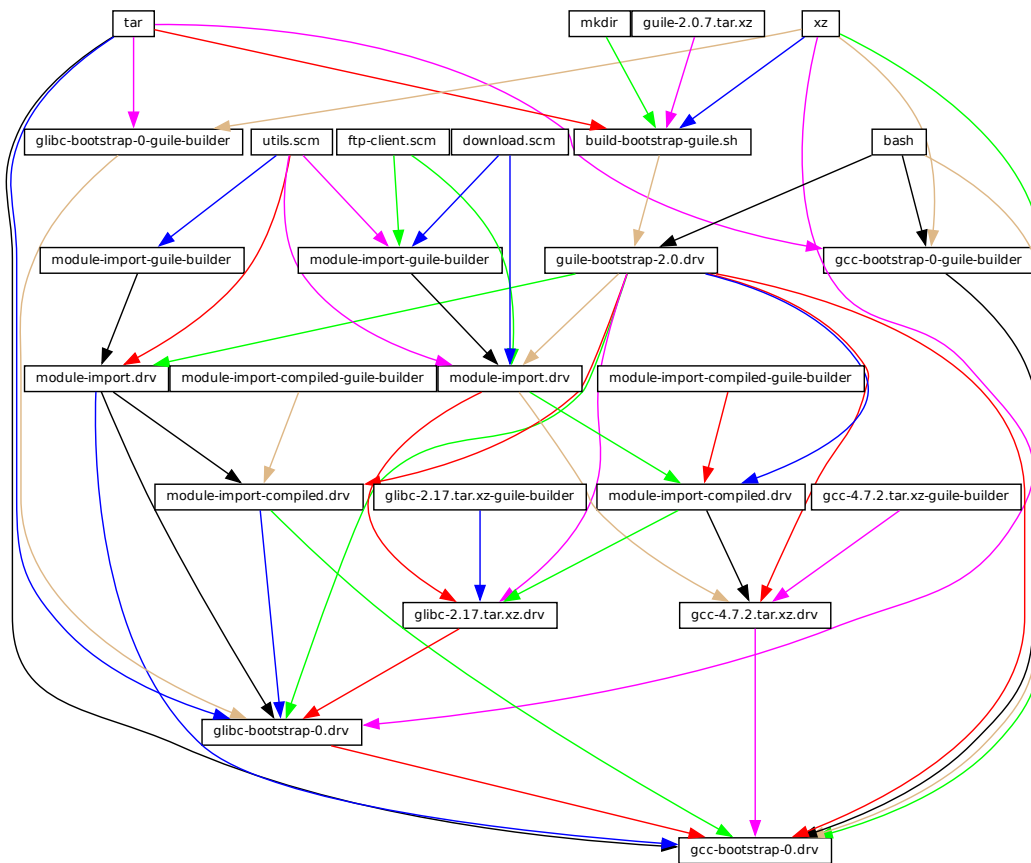 tar
mkdir
guile-2.0.7.tar.xz
xz
glibc-bootstrap-0-guile-builder
utils.scm
ftp-client.scm
download.scm
build-bootstrap-guile.sh
bash
module-import-guile-builder
module-import-guile-builder
guile-bootstrap-2.0.drv
gcc-bootstrap-0-guile-builder
module-import.drv
module-import-compiled-guile-builder
module-import.drv
module-import-compiled-guile-builder
module-import-compiled.drv
glibc-2.17.tar.xz-guile-builder
module-import-compiled.drv
gcc-4.7.2.tar.xz-guile-builder
glibc-2.17.tar.xz.drv
gcc-4.7.2.tar.xz.drv
glibc-bootstrap-0.drv
gcc-bootstrap-0.drv